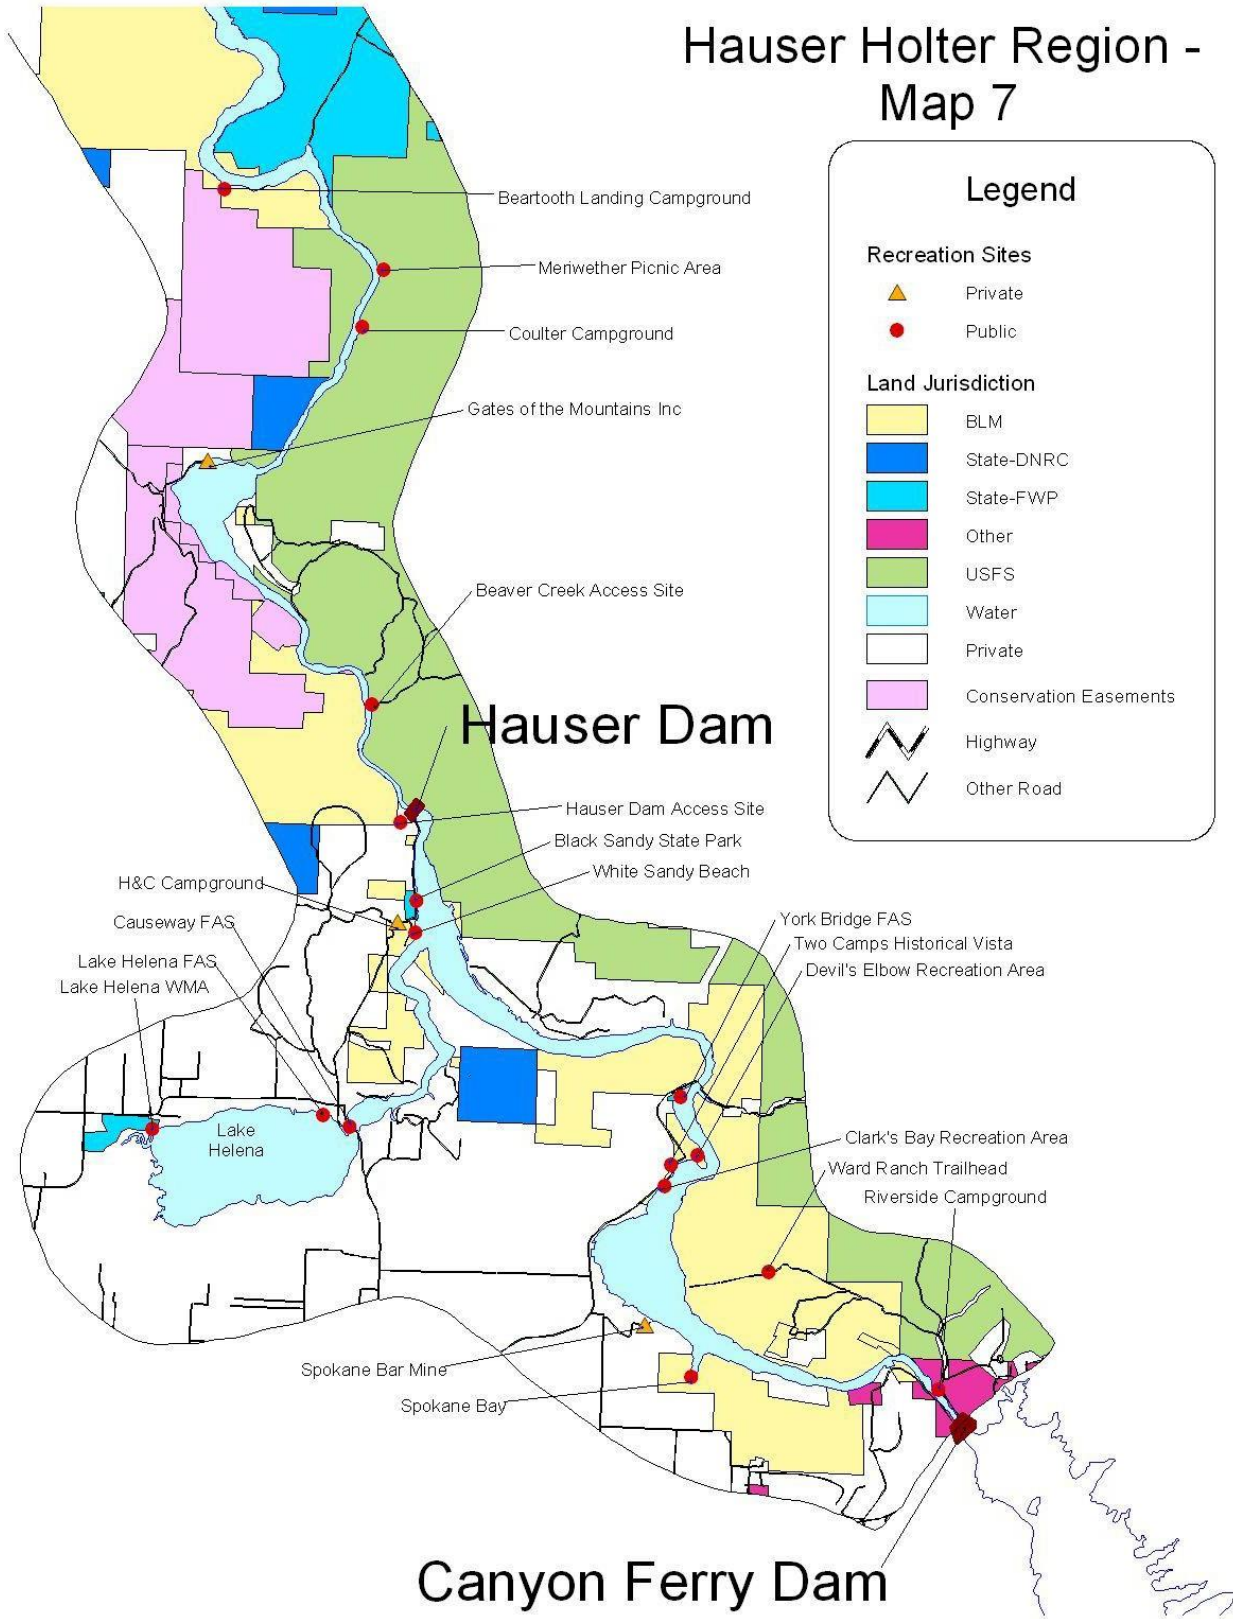 Hauser Holter Region -
Map 7
Legend
Recreation Sites
Private
Public
Land Jurisdiction
BLM
State-DNRC
State-FWP
Other
USFS
Water
Private
Conservation Easements
Highway
Other Road
Beartooth Landing Campground
Meriwether Picnic Area
Coulter Campground
Gates of the Mountains Inc
Beaver Creek Access Site
Hauser Dam
Hauser Dam Access Site
Black Sandy State Park
White Sandy Beach
H&C Campground
Causeway FAS
Lake Helena FAS
Lake Helena WMA
York Bridge FAS
Two Camps Historical Vista
Devil's Elbow Recreation Area
Lake
Helena
Clark's Bay Recreation Area
Ward Ranch Trailhead
Riverside Campground
Spokane Bar Mine
Spokane Bay
Canyon Ferry Dam